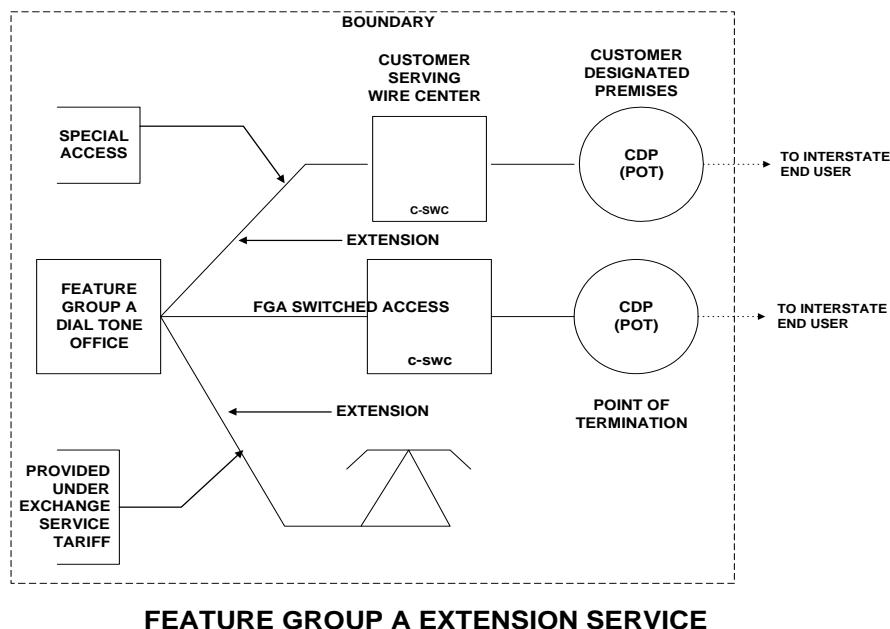 BOUNDARY
CUSTOMER
SERVING
WIRE CENTER
CUSTOMER
DESIGNATED
PREMISES
SPECIAL
ACCESS
C-SWC
CDP
(POT)
TO INTERSTATE
END USER
EXTENSION
FEATURE
GROUP A
DIAL TONE
OFFICE
FGA SWITCHED ACCESS
c-swc
CDP
(POT)
TO INTERSTATE
END USER
EXTENSION
POINT OF
TERMINATION
PROVIDED
UNDER
EXCHANGE
SERVICE
TARIFF
FEATURE GROUP A EXTENSION SERVICE